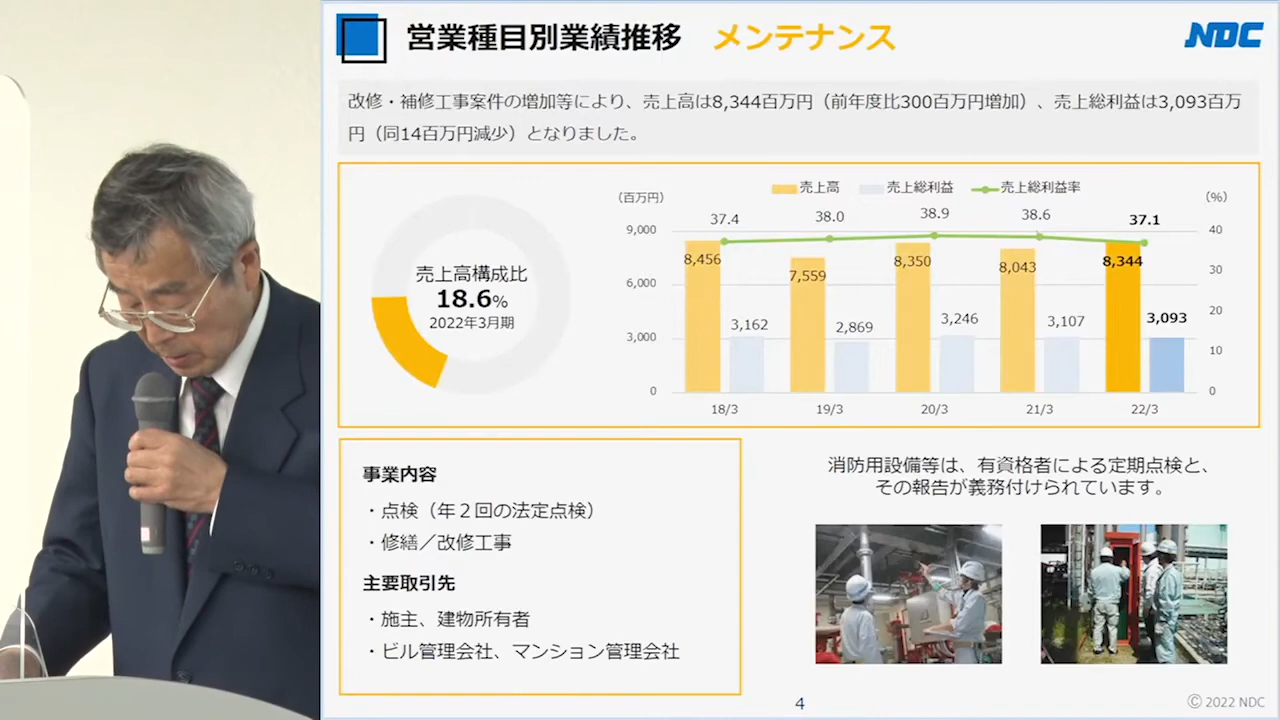 営業種目別業績推移 メンテナンス
NDC
改修・補修工事案件の増加等により、売上高は8,344百万円（前年度比300百万円増加）、売上総利益は3,093百万
円（同14百万円減少）となりました。
売上高構成比
18.6%
2022年3月期
（百万円）
売上高 売上総利益 売上総利益率
（%）
37.4 38.0 38.9 38.6 37.1
9,000
6,000
3,000
0
8,456 7,559 8,350 8,043 8,344
3,162 2,869 3,246 3,107 3,093
40
30
20
10
0
18/3 19/3 20/3 21/3 22/3
事業内容
・点検（年２回の法定点検）
・修繕／改修工事
主要取引先
・施主、建物所有者
・ビル管理会社、マンション管理会社
消防用設備等は、有資格者による定期点検と、
その報告が義務付けられています。
4
Ⓒ 2022 NDC